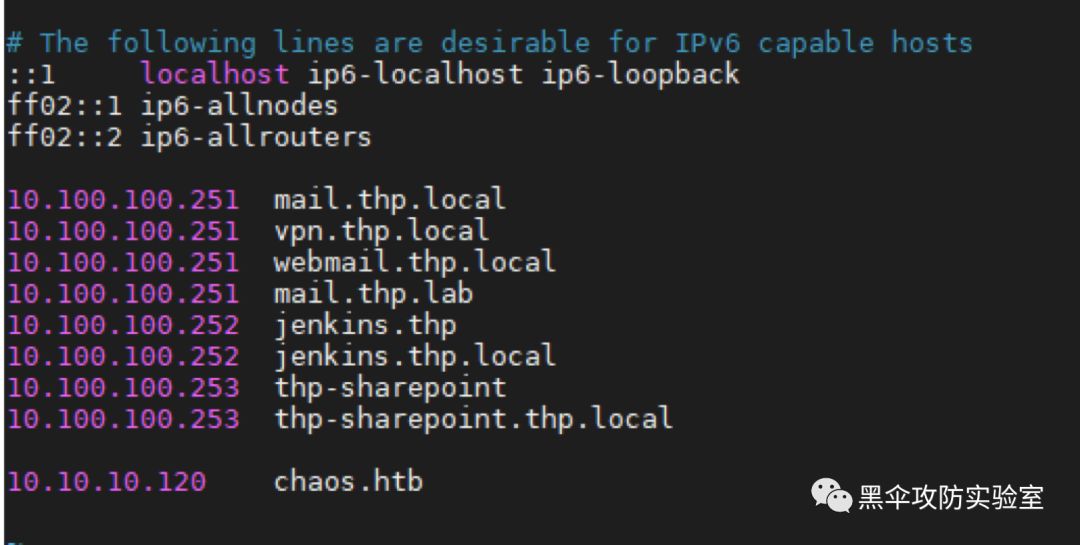 # The following lines are desirable for IPv6 capable hosts
::1     localhost ip6-localhost ip6-loopback
ff02::1 ip6-allnodes
ff02::2 ip6-allrouters
10.100.100.251  mail.thp.local
10.100.100.251  vpn.thp.local
10.100.100.251  webmail.thp.local
10.100.100.251  mail.thp.lab
10.100.100.252  jenkins.thp
10.100.100.252  jenkins.thp.local
10.100.100.253  thp-sharepoint
10.100.100.253  thp-sharepoint.thp.local
10.10.10.120    chaos.htb
黑伞攻防实验室